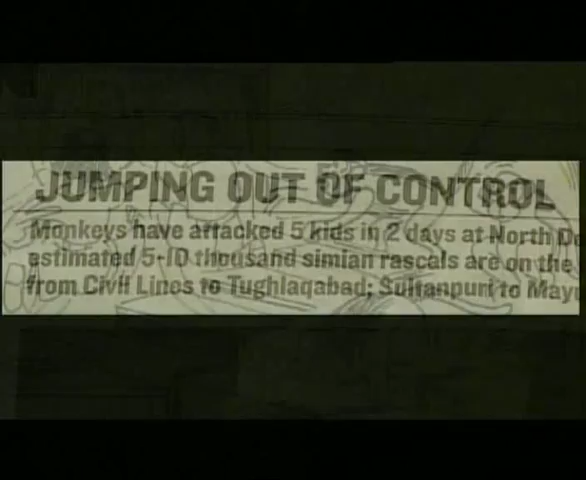 JUMPING OUT OF CONTROL
Monkeys have attacked 5 kids in 2 days at North
estimated 5-10 thousand simian rascals are on the
from Civil Lines to Tughlaqabad; Sultanpuri to